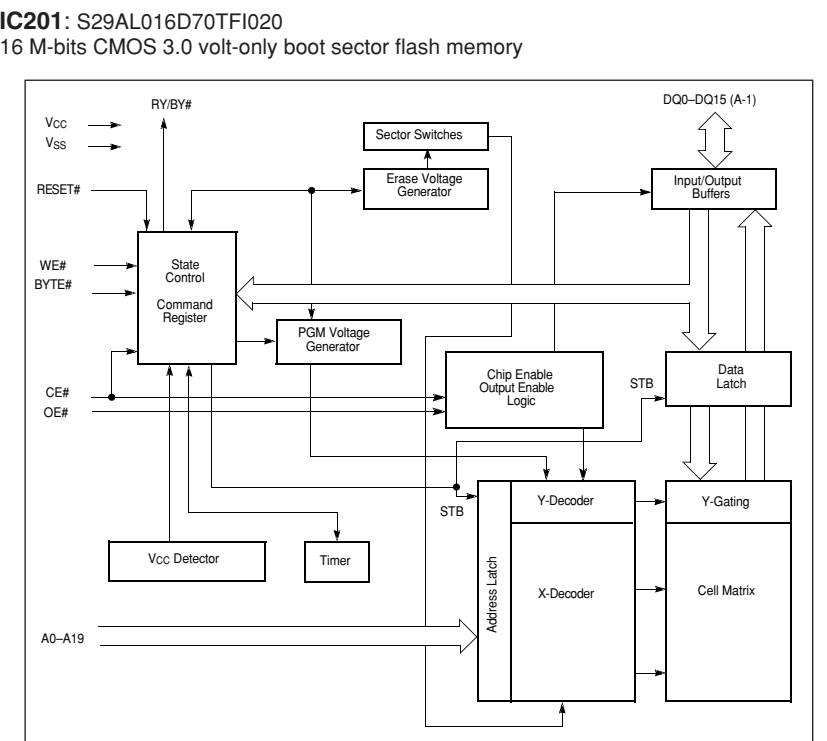 IC201: S29AL016D70TFI020
16 M-bits CMOS 3.0 volt-only boot sector flash memory
RY/BY#
DQ0–DQ15 (A-1)
VCC
VSS
Sector Switches
Erase Voltage
Generator
Input/Output
Buffers
RESET#
WE#
BYTE#
State
Control
Command
Register
PGM Voltage
Generator
Chip Enable
Output Enable
Logic
STB
Data
Latch
CE#
OE#
STB
Y-Decoder
Y-Gating
VCC Detector
Timer
Address Latch
X-Decoder
Cell Matrix
A0–A19